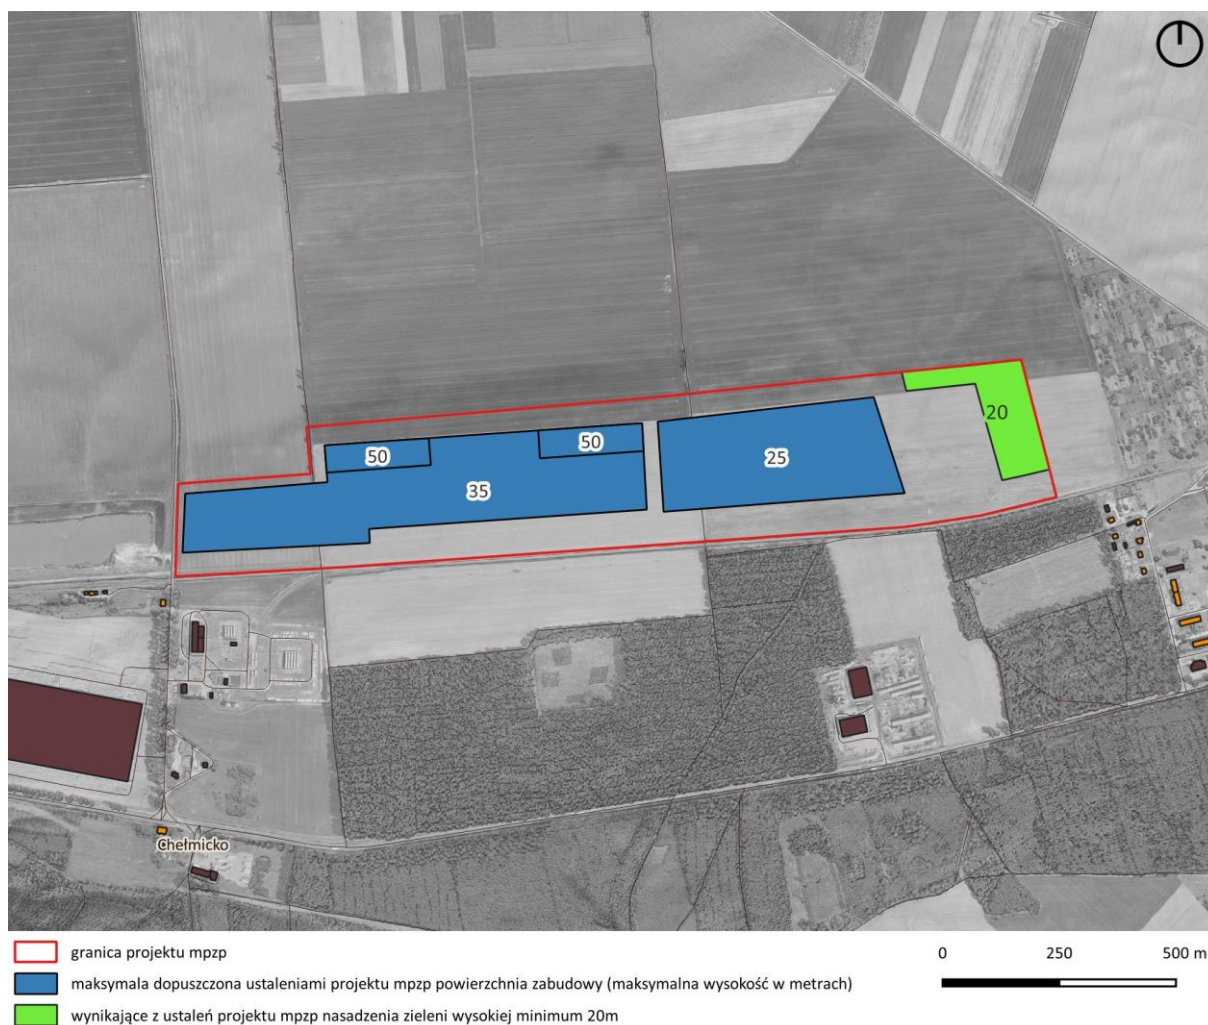 20
50
50
25
35
Chełmicko
granica projektu mpzp
0 250 500 m
maksymala dopuszczona ustaleniami projektu mpzp powierzchnia zabudowy (maksymalna wysokość w metrach)
wynikające z ustaleń projektu mpzp nasadzenia zieleni wysokiej minimum 20m